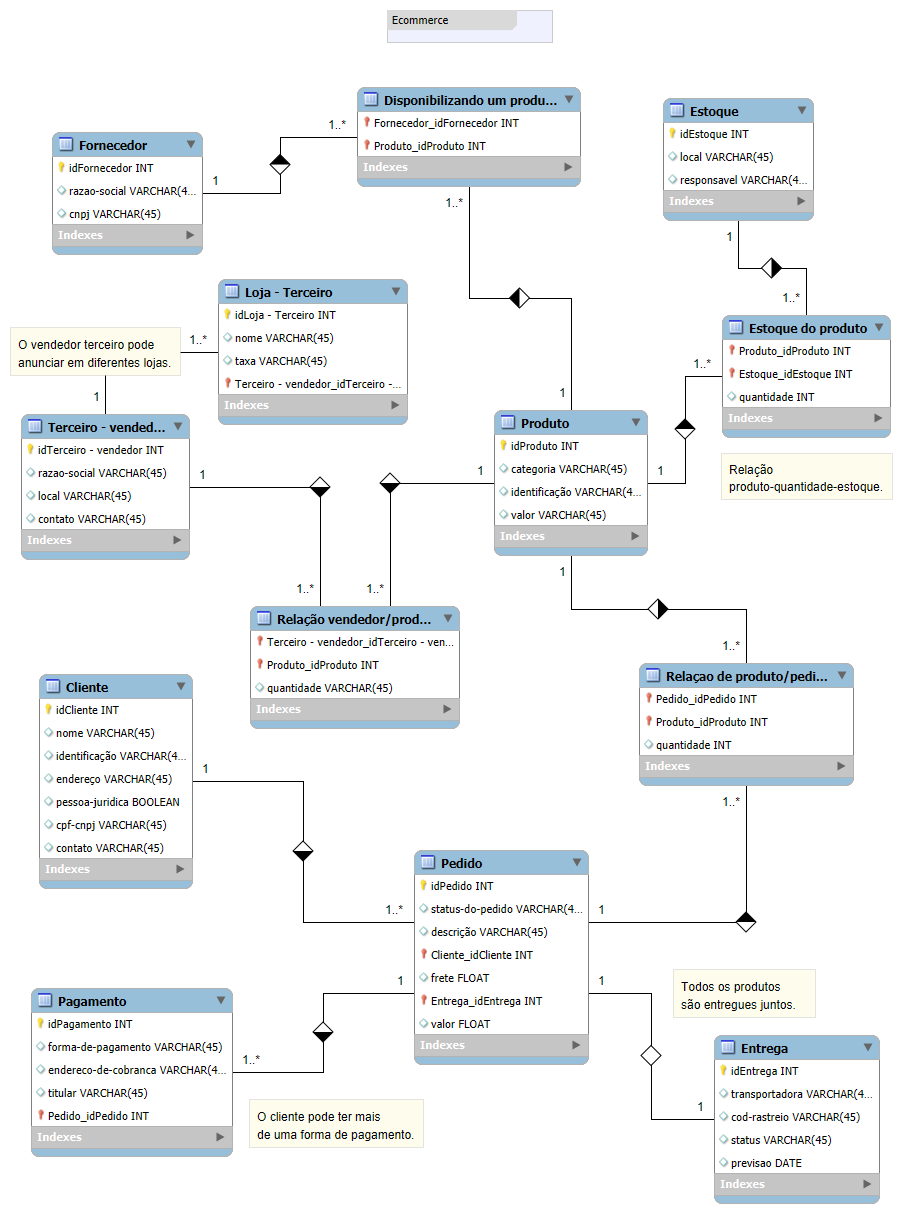 Ecommerce
Disponibilizando um produ...
Fornecedor_idFornecedor INT
Produto_idProduto INT
Indexes
1..*
1..*
Estoque
idEstoque INT
local VARCHAR(45)
responsavel VARCHAR(4...
Indexes
1
1..*
Fornecedor
idFornecedor INT
razao-social VARCHAR(4...
cnpj VARCHAR(45)
Indexes
1
Loja - Terceiro
idLoja - Terceiro INT
nome VARCHAR(45)
taxa VARCHAR(45)
Terceiro - vendedor_idTerceiro -...
Indexes
1..*
O vendedor terceiro pode
anunciar em diferentes lojas.
1
Estoque do produto
Produto_idProduto INT
Estoque_idEstoque INT
quantidade INT
Indexes
1..*
Relação
produto-quantidade-estoque.
Terceiro - vended...
idTerceiro - vendedor INT
razao-social VARCHAR(45)
local VARCHAR(45)
contato VARCHAR(45)
Indexes
1
1
Produto
idProduto INT
categoria VARCHAR(45)
identificação VARCHAR(4...
valor VARCHAR(45)
Indexes
1
1
1
1..*
1..*
Relação vendedor/prod...
Terceiro - vendedor_idTerceiro - ven...
Produto_idProduto INT
quantidade VARCHAR(45)
Indexes
1..*
Relaçao de produto/pedi...
Pedido_idPedido INT
Produto_idProduto INT
quantidade INT
Indexes
1..*
Cliente
idCliente INT
nome VARCHAR(45)
identificação VARCHAR(4...
endereço VARCHAR(45)
pessoa-juridica BOOLEAN
cpf-cnpj VARCHAR(45)
contato VARCHAR(45)
Indexes
1
1..*
Pedido
idPedido INT
status-do-pedido VARCHAR(4...
descrição VARCHAR(45)
Cliente_idCliente INT
frete FLOAT
Entrega_idEntrega INT
valor FLOAT
Indexes
1
1
1
Todos os produtos
são entregues juntos.
Pagamento
idPagamento INT
forma-de-pagamento VARCHAR(45)
endereco-de-cobranca VARCHAR(4...
titular VARCHAR(45)
Pedido_idPedido INT
Indexes
1..*
O cliente pode ter mais
de uma forma de pagamento.
1
Entrega
idEntrega INT
transportadora VARCHAR(4...
cod-rastreio VARCHAR(45)
status VARCHAR(45)
previsao DATE
Indexes